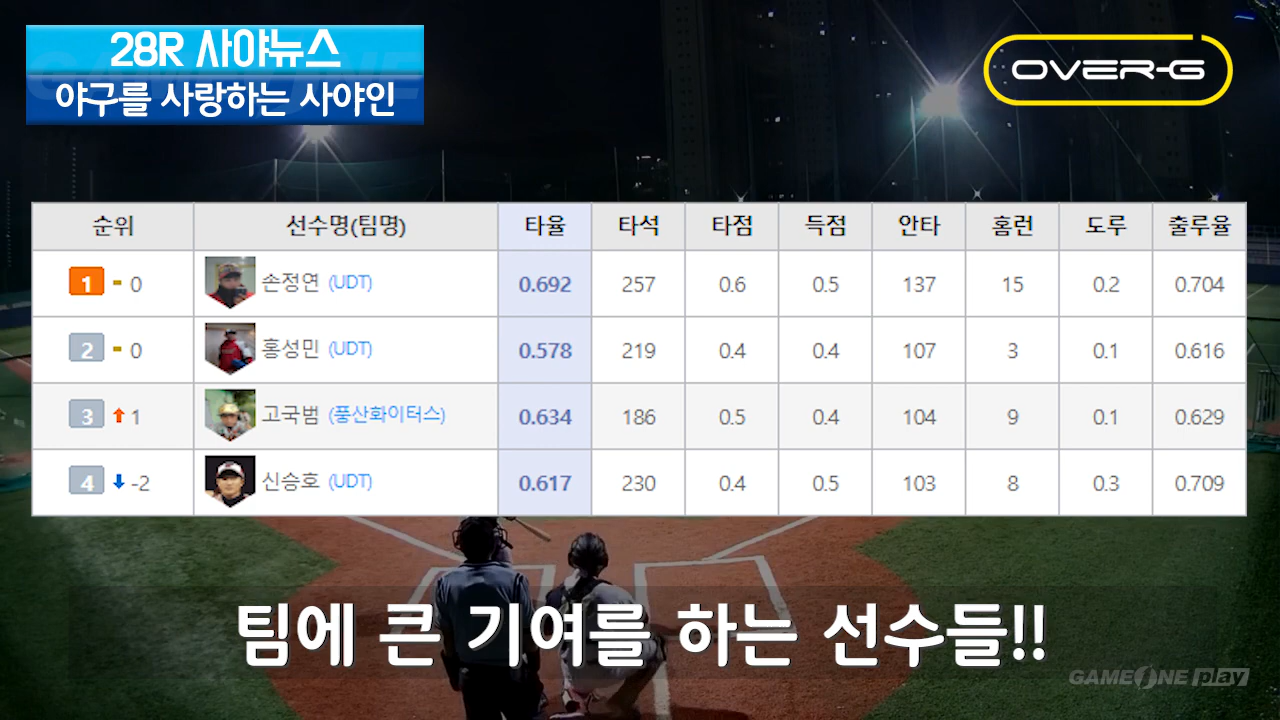 28R 사야뉴스
야구를 사랑하는 사야인
OVER-G
순위 선수명(팀명) 타율 타석 타점 득점 안타 홈런 도루 출루율
1 - 0 손정연 (UDT) 0.692 257 0.6 0.5 137 15 0.2 0.704
2 - 0 홍성민 (UDT) 0.578 219 0.4 0.4 107 3 0.1 0.616
3 ↑ 1 고국범 (풍산화이터스) 0.634 186 0.5 0.4 104 9 0.1 0.629
4 ↓ -2 신승호 (UDT) 0.617 230 0.4 0.5 103 8 0.3 0.709
팀에 큰 기여를 하는 선수들!!
GAMEONE play